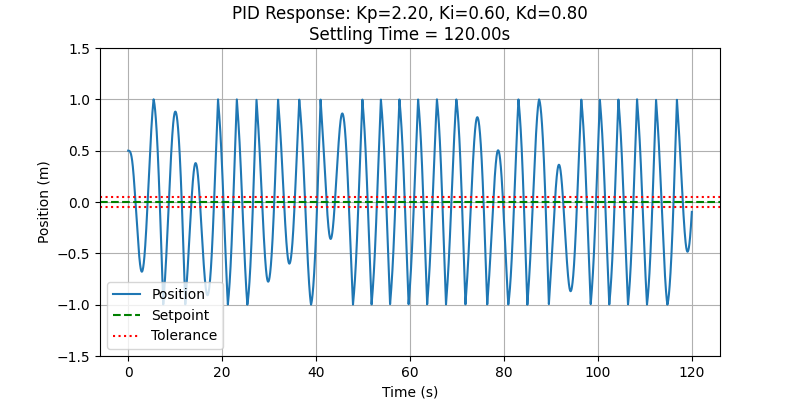 PID Response: Kp=2.20, Ki=0.60, Kd=0.80
Settling Time = 120.00s
Position (m)
1.5
1.0
0.5
0.0
−0.5
−1.0
−1.5
Position
Setpoint
Tolerance
0 20 40 60 80 100 120
Time (s)